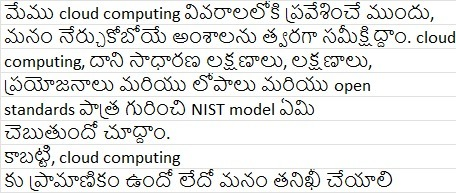 మేము cloud computing వివరాలలోకి ప్రవేశించే ముందు,
మనం నేర్చుకోబోయే అంశాలను త్వరగా సమీక్షిద్దాం. cloud
computing, దాని సాధారణ లక్షణాలు, లక్షణాలు,
ప్రయోజనాలు మరియు లోపాలు మరియు open
standards పాత్ర గురించి NIST model ఏమి
చెబుతుందో చూద్దాం.
కాబట్టి, cloud computing
కు ప్రామాణికం ఉందో లేదో మనం తనిఖీ చేయాలి